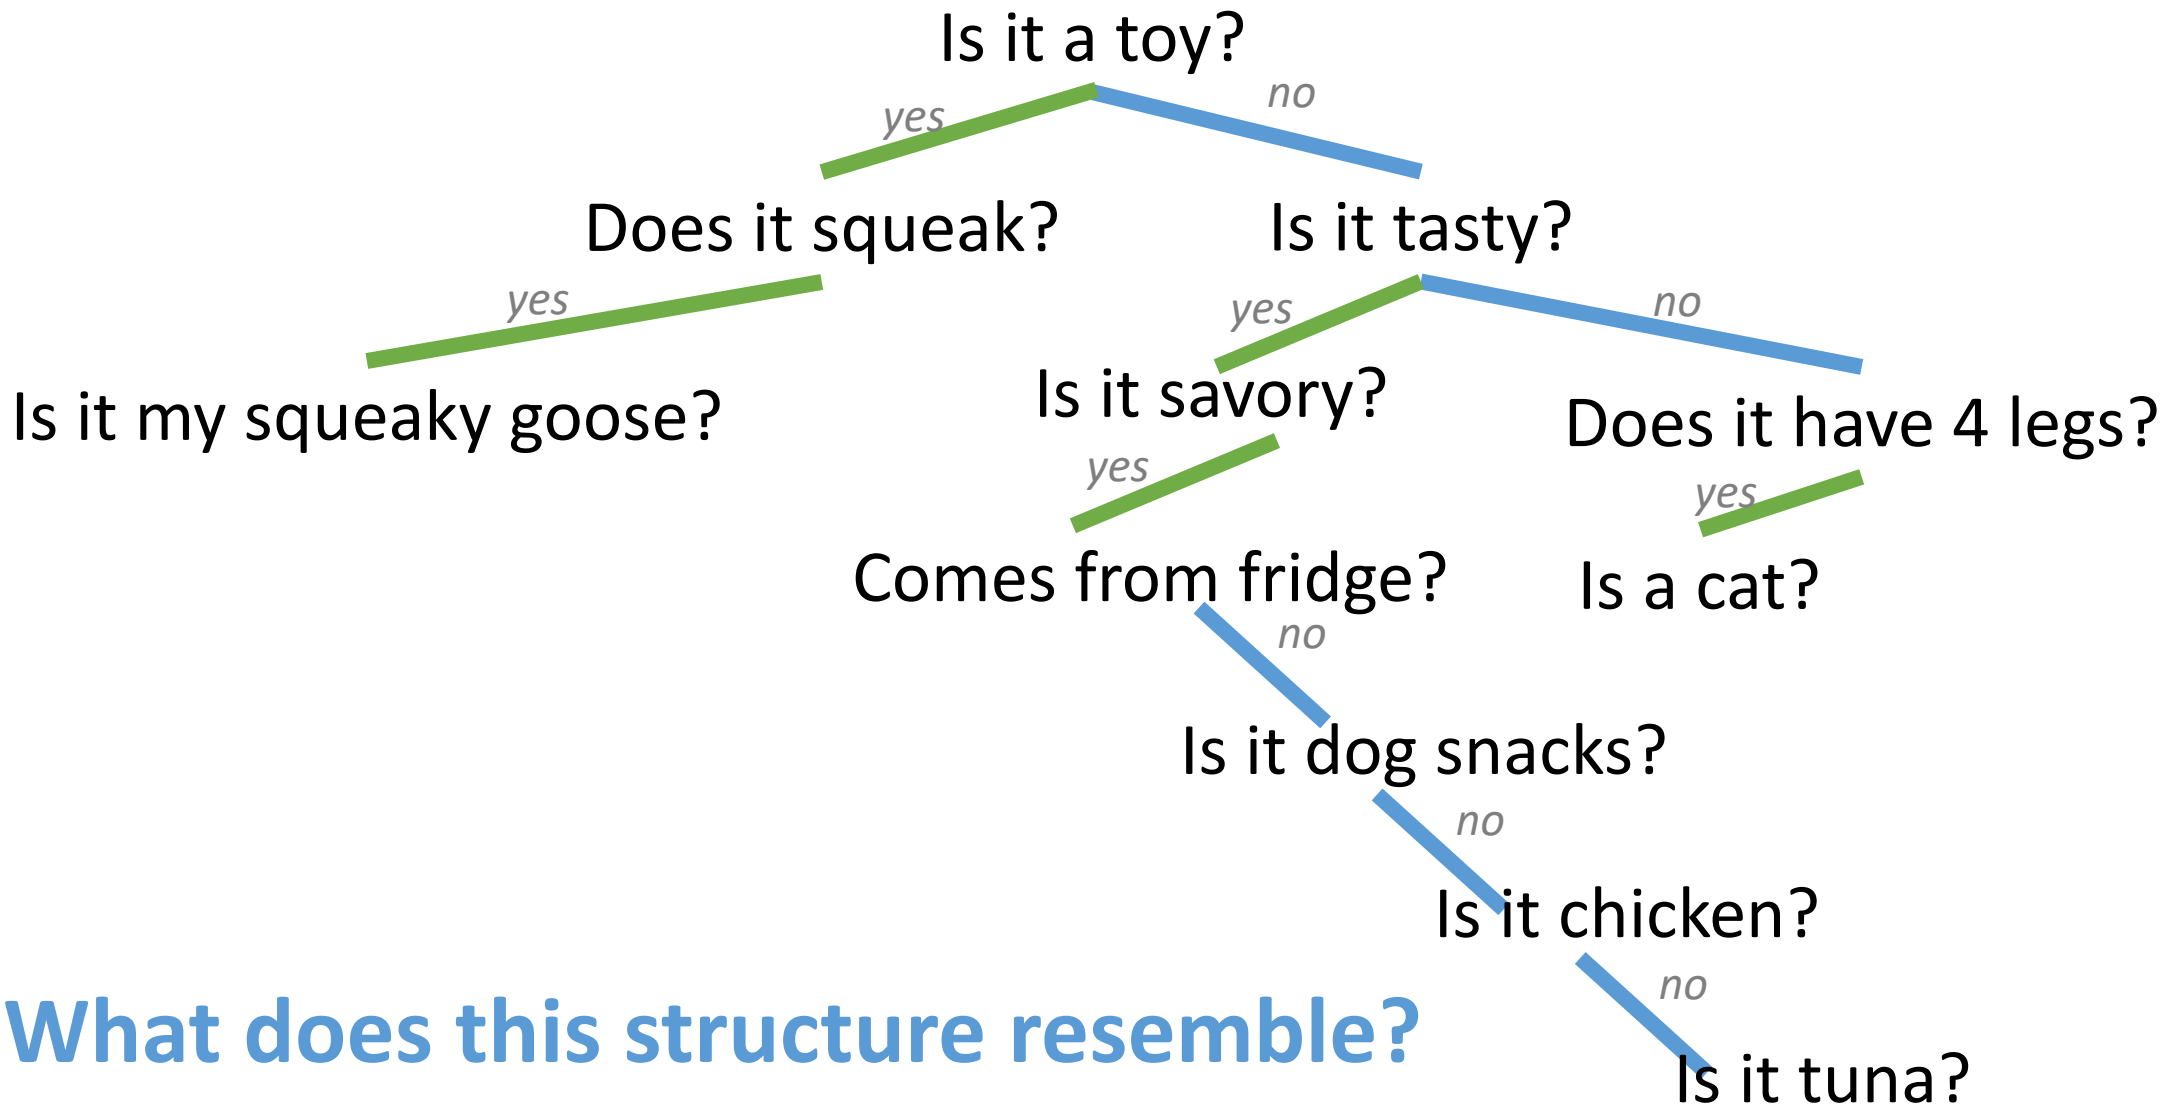 Is it a toy?
yes
no
Does it squeak?
Is it tasty?
yes
yes
no
Is it my squeaky goose?
Is it savory?
Does it have 4 legs?
yes
yes
Comes from fridge?
Is a cat?
no
Is it dog snacks?
no
Is it chicken?
no
What does this structure resemble?
Is it tuna?